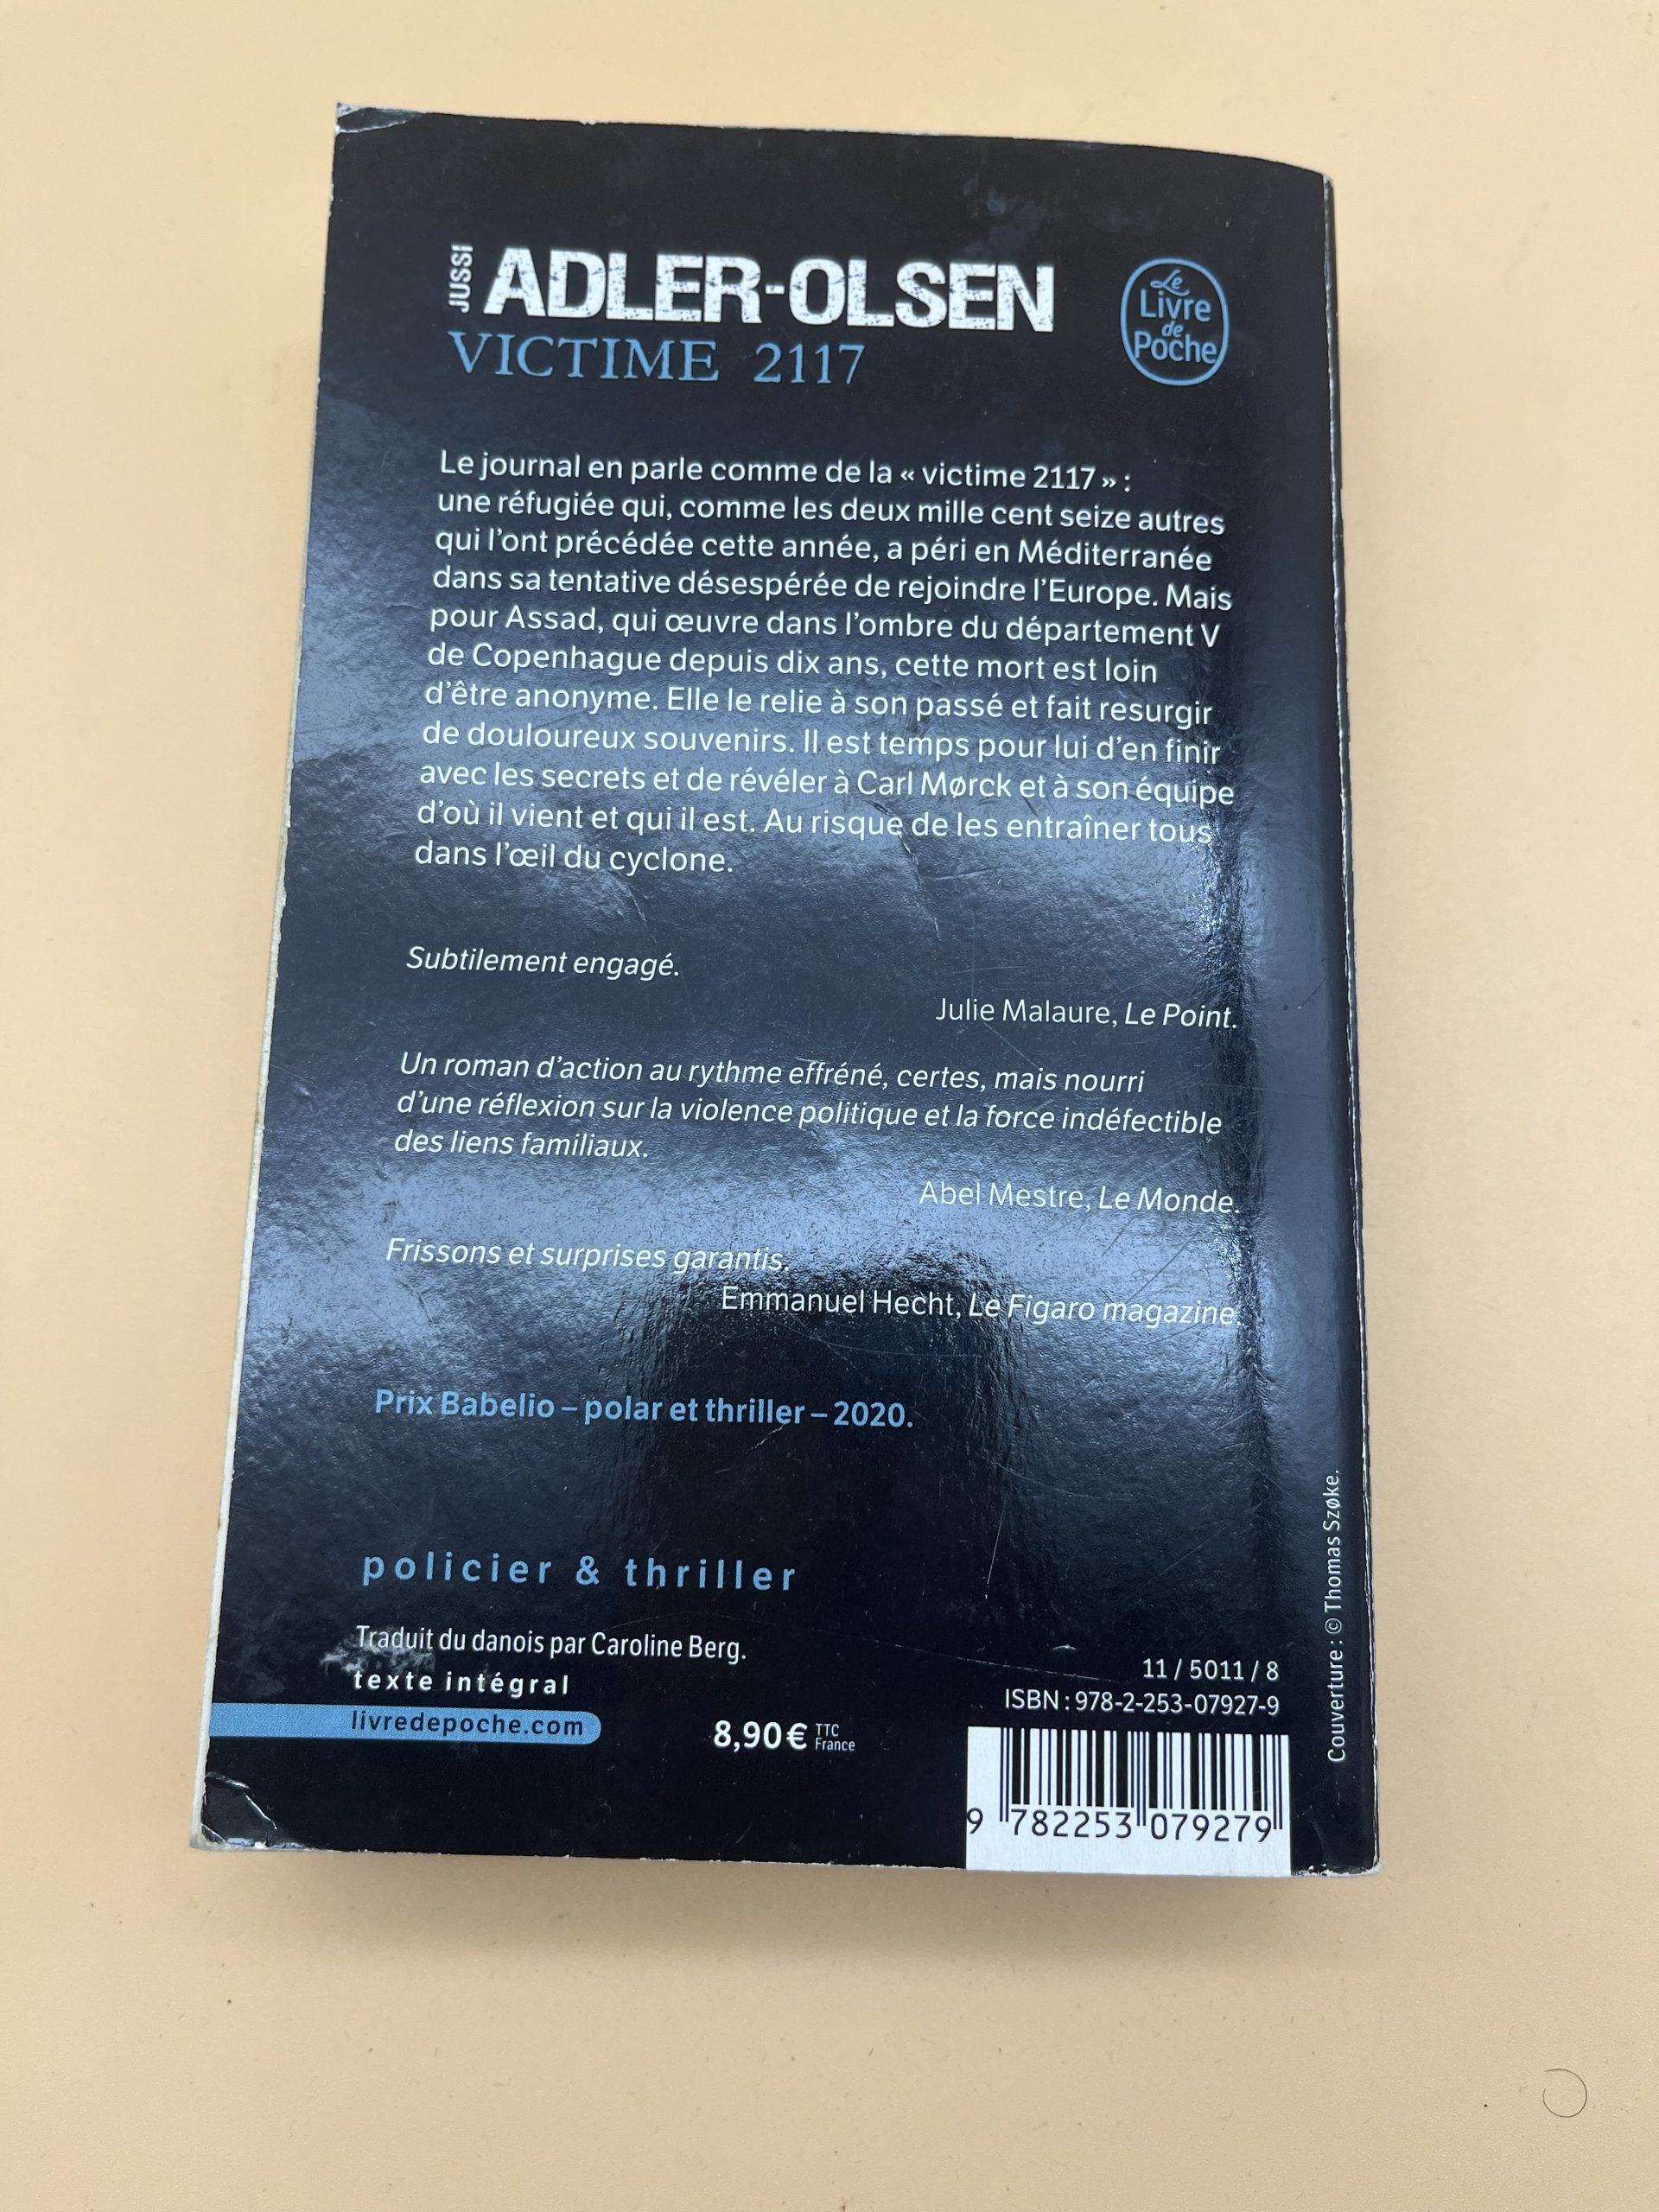 JUSSI
ADLER-OLSEN
VICTIME 2117
Le
Livre
de
Poche
Le journal en parle comme de la « victime 2117 » :
une réfugiée qui, comme les deux mille cent seize autres
qui l'ont précédée cette année, a péri en Méditerranée
dans sa tentative désespérée de rejoindre l'Europe. Mais
pour Assad, qui œuvre dans l'ombre du département V
de Copenhague depuis dix ans, cette mort est loin
d'être anonyme. Elle le relie à son passé et fait resurgir
de douloureux souvenirs. Il est temps pour lui d'en finir
avec les secrets et de révéler à Carl Mørck et à son équipe
d'où il vient et qui il est. Au risque de les entraîner tous
dans l'œil du cyclone.
Subtilement engagé.
Julie Malaure, Le Point.
Un roman d'action au rythme effréné, certes, mais nourri
d'une réflexion sur la violence politique et la force indéfectible
des liens familiaux.
Abel Mestre, Le Monde.
Frissons et surprises garantis.
Emmanuel Hecht, Le Figaro magazine.
Prix Babelio – polar et thriller – 2020.
policier & thriller
Traduit du danois par Caroline Berg.
texte intégral
livredepoche.com
8,90 € TTC
France
11 / 5011 / 8
ISBN : 978-2-253-07927-9
9 782253 079279
Couverture : © Thomas Szøke.